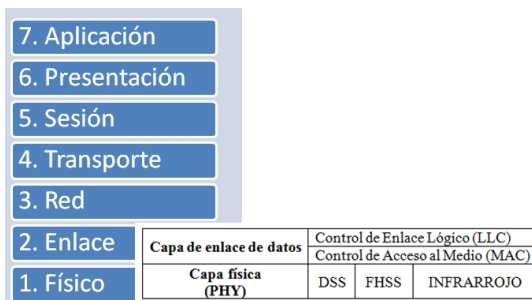 7. Aplicación
6. Presentación
5. Sesión
4. Transporte
3. Red
2. Enlace
1. Físico
Capa de enlace de datos
Control de Enlace Lógico (LLC)
Control de Acceso al Medio (MAC)
Capa física
(PHY)
DSS FHSS INFRARROJO